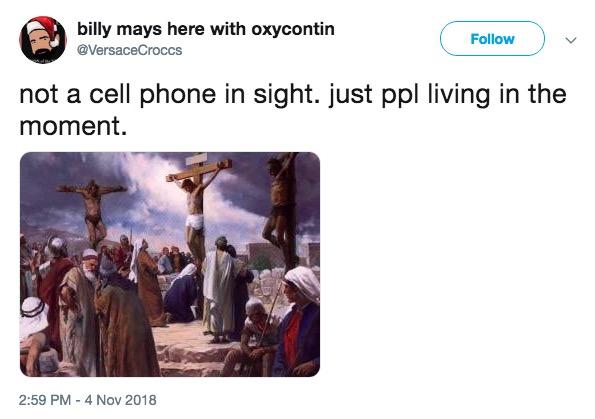 billy mays here with oxycontin
@VersaceCroccs
Follow
not a cell phone in sight. just ppl living in the
moment.
2:59 PM - 4 Nov 2018